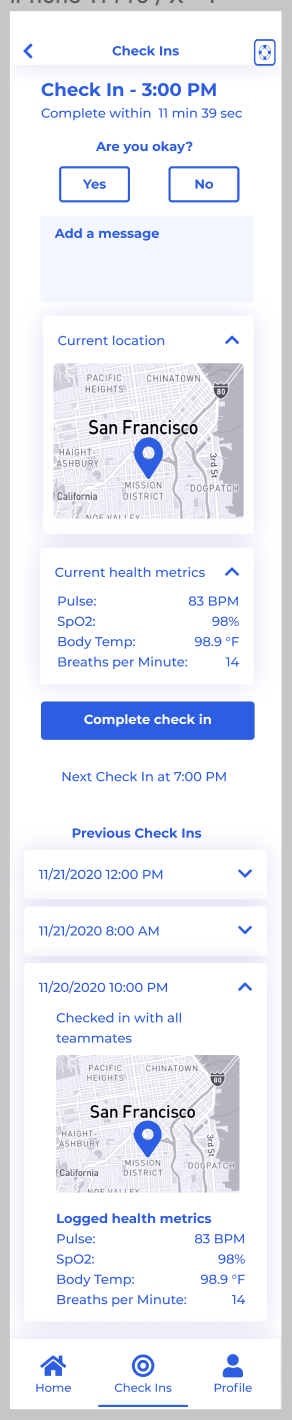 Check Ins
Check In - 3:00 PM
Complete within 11 min 39 sec
Are you okay?
Yes No
Add a message
Current location
PACIFIC CHINATOWN
HEIGHTS
80
San Francisco
HAIGHT-
ASHBURY
3rd St
MISSION
DISTRICT DOGPATCH
California
NOE VALLEY
Current health metrics
Pulse: 83 BPM
SpO2: 98%
Body Temp: 98.9 °F
Breaths per Minute: 14
Complete check in
Next Check In at 7:00 PM
Previous Check Ins
11/21/2020 12:00 PM
11/21/2020 8:00 AM
11/20/2020 10:00 PM
Checked in with all
teammates
PACIFIC CHINATOWN
HEIGHTS
80
San Francisco
HAIGHT-
ASHBURY
3rd St
MISSION
DISTRICT DOGPATCH
California
NOE VALLEY
Logged health metrics
Pulse: 83 BPM
SpO2: 98%
Body Temp: 98.9 °F
Breaths per Minute: 14
Home Check Ins Profile